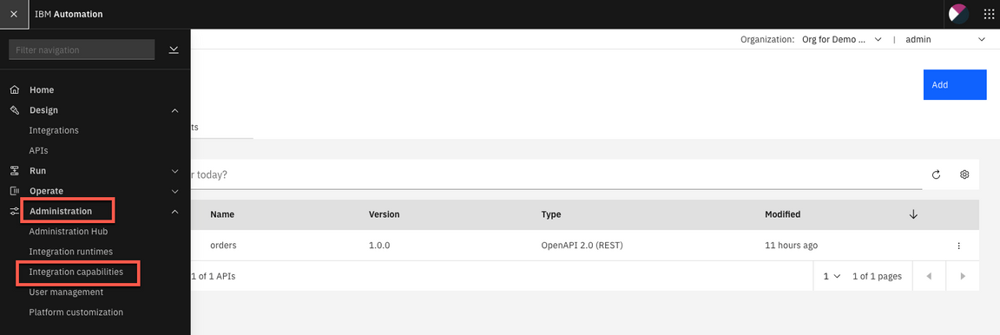 IBM Automation
Filter navigation
Home
Design
Integrations
APIs
Run
Operate
Administration
Administration Hub
Integration runtimes
Integration capabilities
User management
Platform customization
Organization: Org for Demo ... | admin
Add
ts
r today?
Name Version Type Modified
orders 1.0.0 OpenAPI 2.0 (REST) 11 hours ago
1 of 1 APIs 1 1 of 1 pages